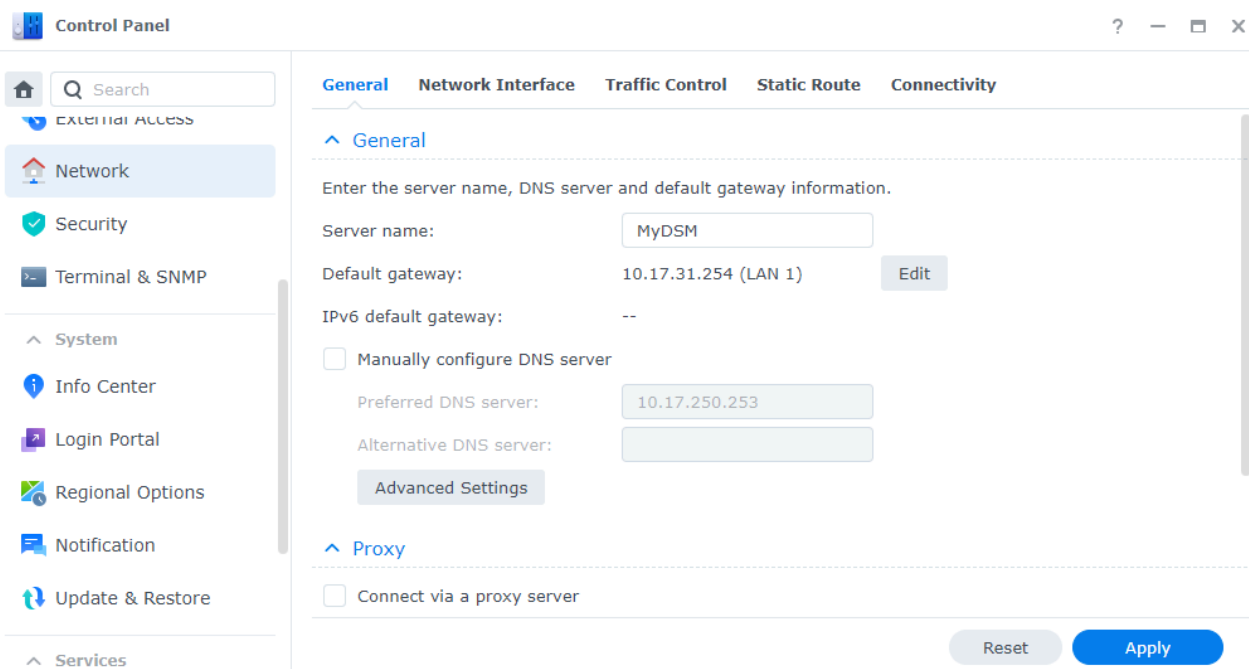 Control Panel
?
Search
External Access
Network
Security
Terminal & SNMP
System
Info Center
Login Portal
Regional Options
Notification
Update & Restore
Services
General Network Interface Traffic Control Static Route Connectivity
General
Enter the server name, DNS server and default gateway information.
Server name: MyDSM
Default gateway: 10.17.31.254 (LAN 1) Edit
IPv6 default gateway: --
Manually configure DNS server
Preferred DNS server: 10.17.250.253
Alternative DNS server:
Advanced Settings
Proxy
Connect via a proxy server
Reset Apply